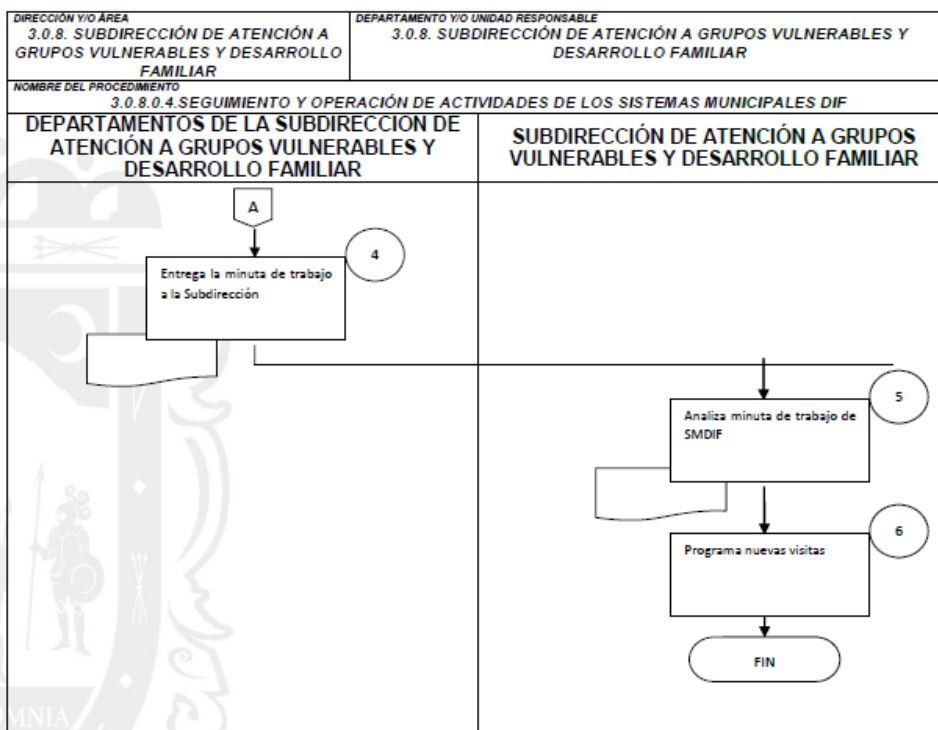 DIRECCIÓN Y/O ÁREA
3.0.8. SUBDIRECCIÓN DE ATENCIÓN A
GRUPOS VULNERABLES Y DESARROLLO
FAMILIAR
DEPARTAMENTO Y/O UNIDAD RESPONSABLE
3.0.8. SUBDIRECCIÓN DE ATENCIÓN A GRUPOS VULNERABLES Y
DESARROLLO FAMILIAR
NOMBRE DEL PROCEDIMIENTO
3.0.8.0.4.SEGUIMIENTO Y OPERACIÓN DE ACTIVIDADES DE LOS SISTEMAS MUNICIPALES DIF
DEPARTAMENTOS DE LA SUBDIRECCION DE
ATENCIÓN A GRUPOS VULNERABLES Y
DESARROLLO FAMILIAR
SUBDIRECCIÓN DE ATENCIÓN A GRUPOS
VULNERABLES Y DESARROLLO FAMILIAR
A
4
Entrega la minuta de trabajo
a la Subdirección
5
Analiza minuta de trabajo de
SMDIF
6
Programa nuevas visitas
FIN
OMNIA